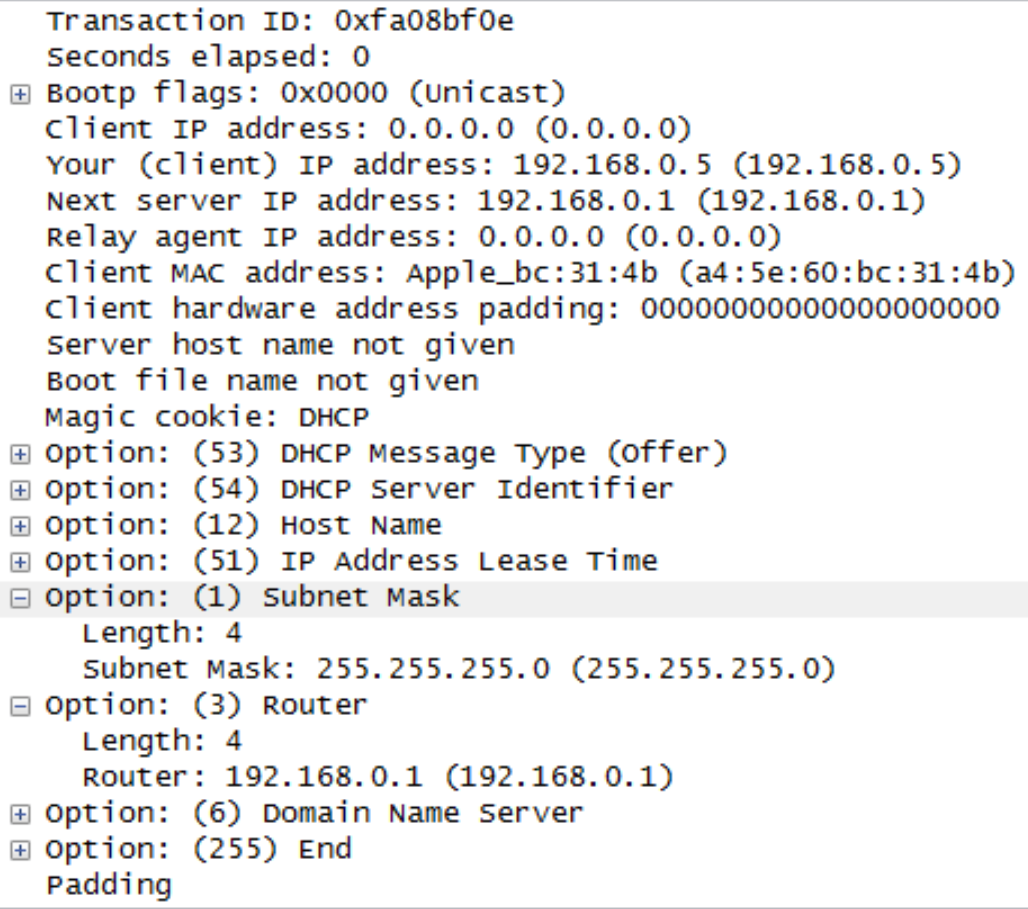 Transaction ID: 0xfa08bf0e
Seconds elapsed: 0
Bootp flags: 0x0000 (Unicast)
Client IP address: 0.0.0.0 (0.0.0.0)
Your (client) IP address: 192.168.0.5 (192.168.0.5)
Next server IP address: 192.168.0.1 (192.168.0.1)
Relay agent IP address: 0.0.0.0 (0.0.0.0)
Client MAC address: Apple_bc:31:4b (a4:5e:60:bc:31:4b)
Client hardware address padding: 00000000000000000000
Server host name not given
Boot file name not given
Magic cookie: DHCP
Option: (53) DHCP Message Type (Offer)
Option: (54) DHCP Server Identifier
Option: (12) Host Name
Option: (51) IP Address Lease Time
Option: (1) Subnet Mask
Length: 4
Subnet Mask: 255.255.255.0 (255.255.255.0)
Option: (3) Router
Length: 4
Router: 192.168.0.1 (192.168.0.1)
Option: (6) Domain Name Server
Option: (255) End
Padding